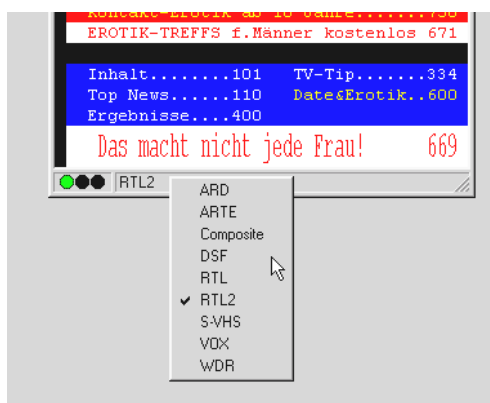 EROTIK-TREFFS f.Männer kostenlos 671
Inhalt........101 TV-Tip.......334
Top News......110 Date&Erotik..600
Ergebnisse....400
Das macht nicht jede Frau! 669
RTL2
ARD
ARTE
Composite
DSF
RTL
RTL2
S-VHS
VOX
WDR